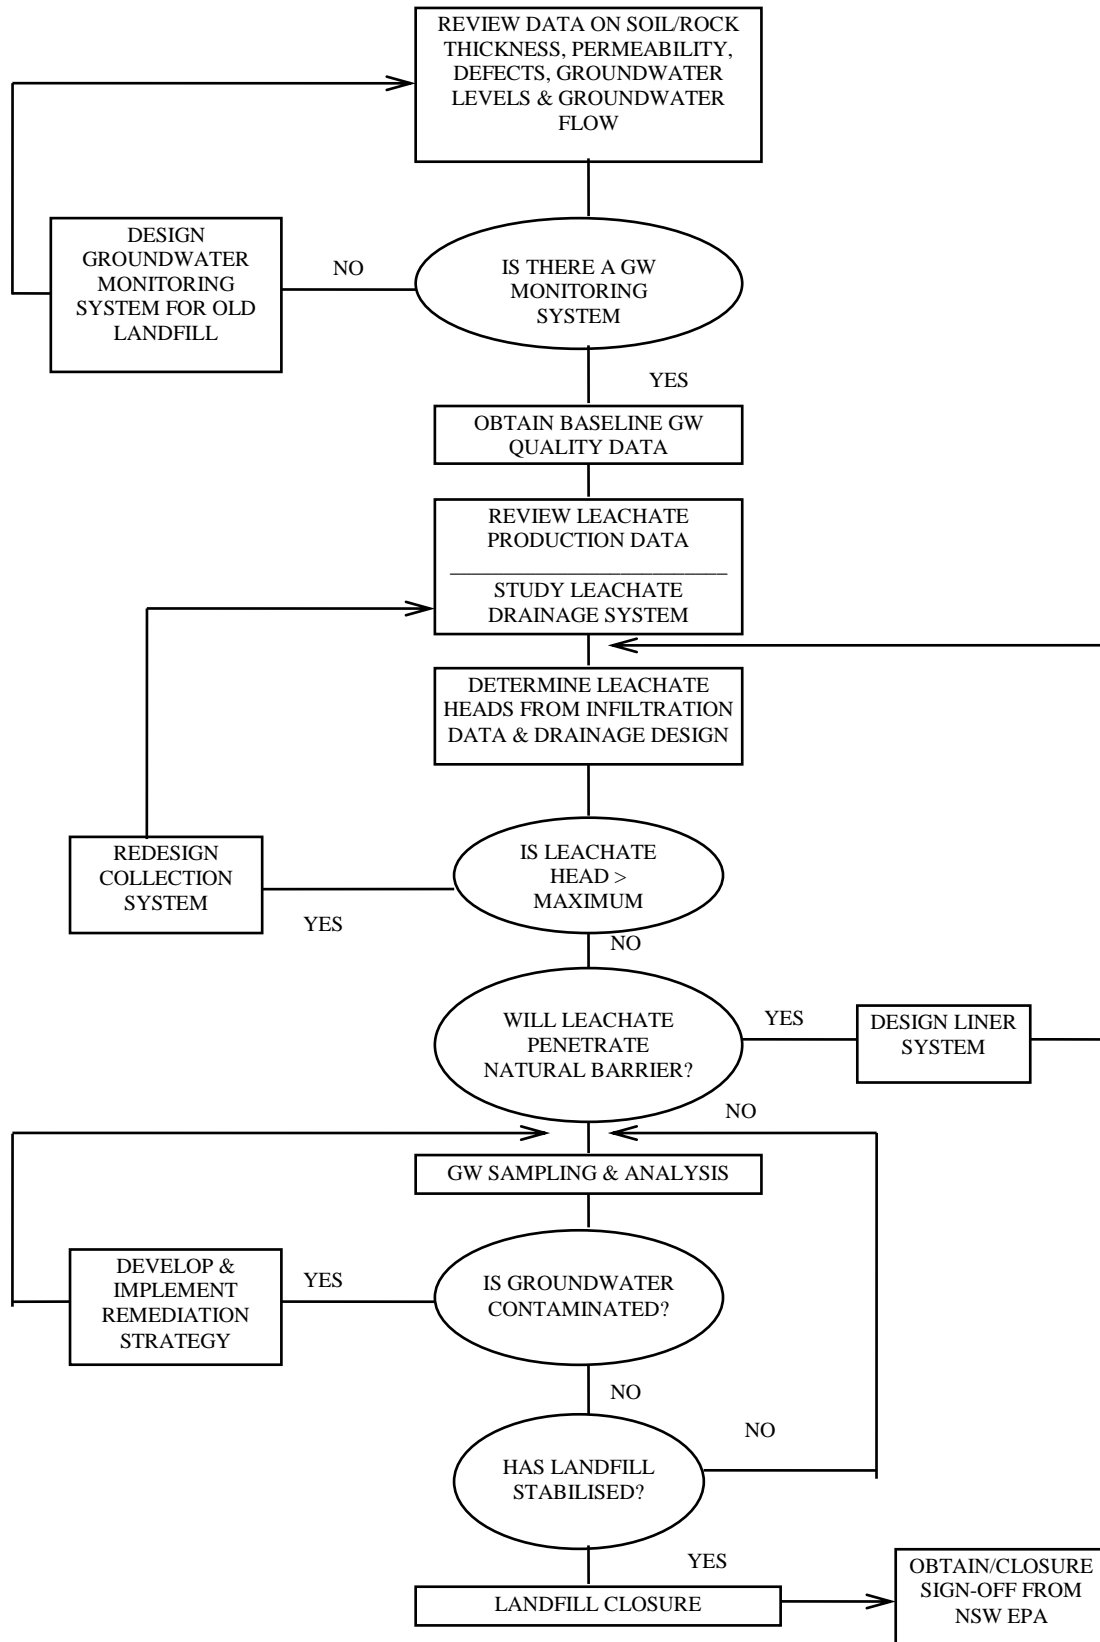 REVIEW DATA ON SOIL/ROCK
THICKNESS, PERMEABILITY,
DEFECTS, GROUNDWATER
LEVELS & GROUNDWATER
FLOW
DESIGN
GROUNDWATER
MONITORING
SYSTEM FOR OLD
LANDFILL
NO
IS THERE A GW
MONITORING
SYSTEM
YES
OBTAIN BASELINE GW
QUALITY DATA
REVIEW LEACHATE
PRODUCTION DATA
STUDY LEACHATE
DRAINAGE SYSTEM
DETERMINE LEACHATE
HEADS FROM INFILTRATION
DATA & DRAINAGE DESIGN
REDESIGN
COLLECTION
SYSTEM
YES
IS LEACHATE
HEAD >
MAXIMUM
NO
WILL LEACHATE
PENETRATE
NATURAL BARRIER?
YES
DESIGN LINER
SYSTEM
NO
GW SAMPLING & ANALYSIS
DEVELOP &
IMPLEMENT
REMEDIATION
STRATEGY
YES
IS GROUNDWATER
CONTAMINATED?
NO
NO
HAS LANDFILL
STABILISED?
YES
LANDFILL CLOSURE
OBTAIN/CLOSURE
SIGN-OFF FROM
NSW EPA